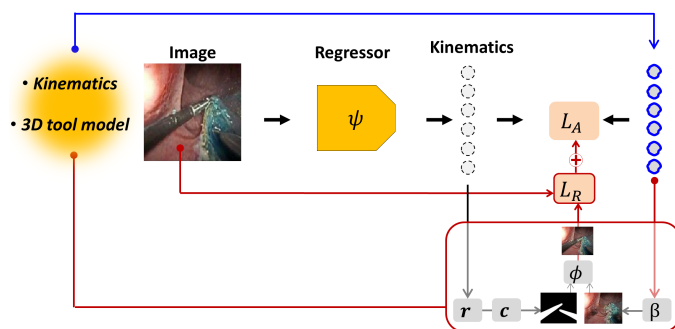 Image
Regressor
Kinematics
• Kinematics
• 3D tool model
ψ
L_A
+
L_R
ϕ
r
c
β